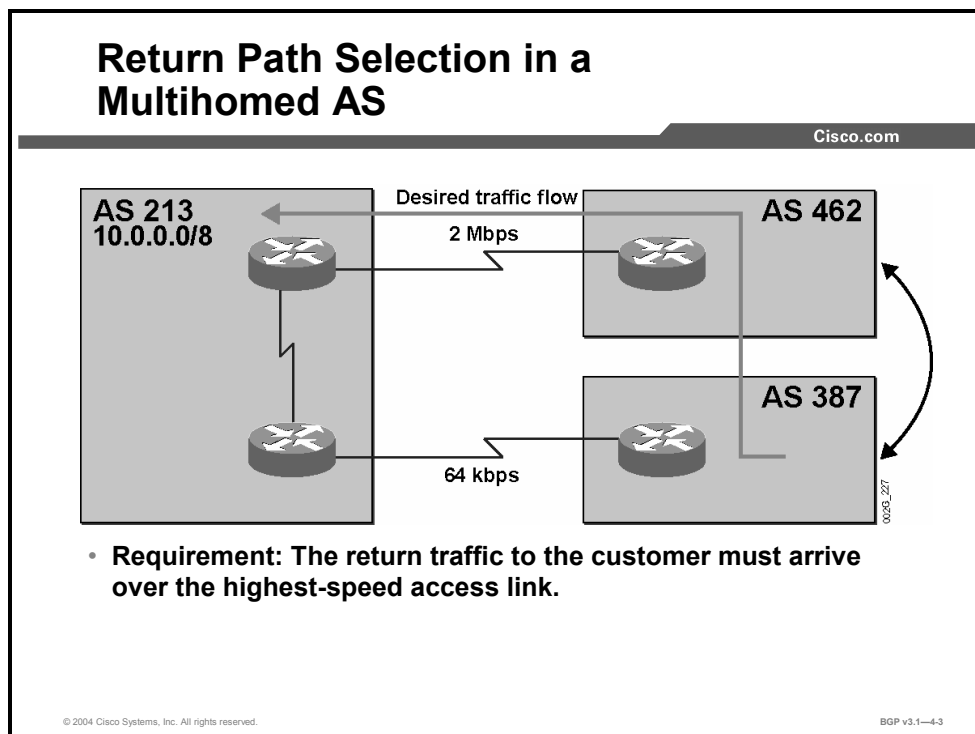 Return Path Selection in a
Multihomed AS
Cisco.com
AS 213
10.0.0.0/8
Desired traffic flow
2 Mbps
AS 462
AS 387
64 kbps
002G_227
• Requirement: The return traffic to the customer must arrive
over the highest-speed access link.
© 2004 Cisco Systems, Inc. All rights reserved.
BGP v3.1—4-3